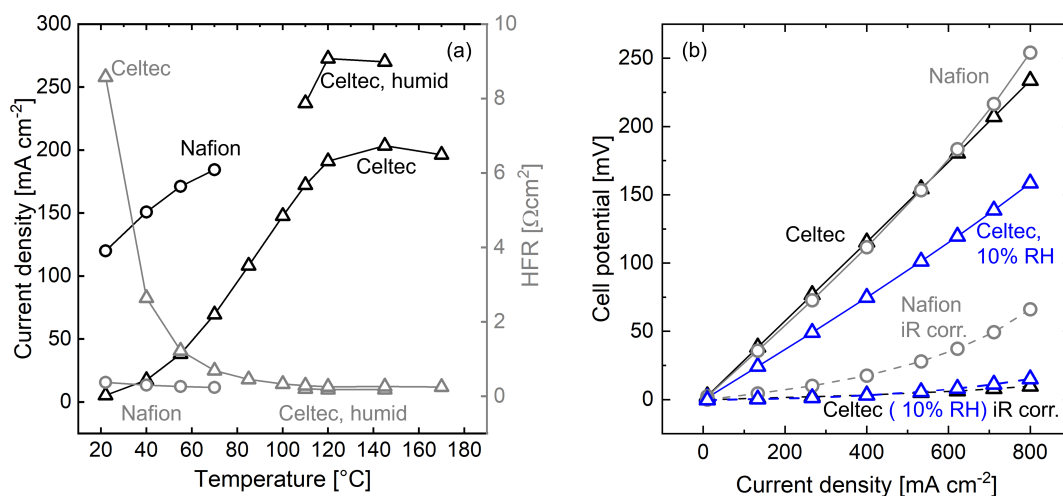 (a)
300
250
200
150
100
50
0
Current density [mA cm-2]
20 40 60 80 100 120 140 160 180
Temperature [°C]
10
8
6
4
2
0
HFR [Ωcm2]
Celtec
Nafion
Celtec, humid
Celtec
Nafion
Celtec, humid
(b)
250
200
150
100
50
0
Cell potential [mV]
0 200 400 600 800
Current density [mA cm-2]
Nafion
Celtec
Celtec,
10% RH
Nafion
iR corr.
Celtec ( 10% RH) iR corr.